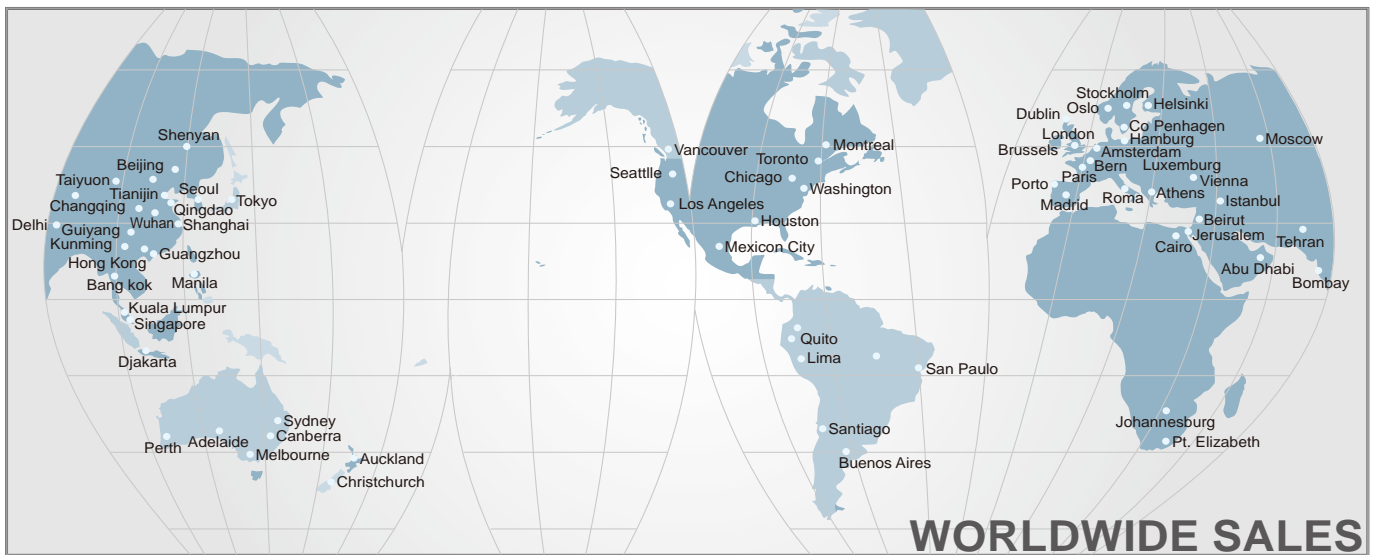 Shenyan
Beijing
Taiyuon
Tianijin
Seoul
Tokyo
Changqing
Qingdao
Delhi
Guiyang
Wuhan
Shanghai
Kunming
Guangzhou
Hong Kong
Manila
Bang kok
Kuala Lumpur
Singapore
Djakarta
Sydney
Canberra
Adelaide
Perth
Melbourne
Auckland
Christchurch
Vancouver
Seattlle
Los Angeles
Montreal
Toronto
Chicago
Washington
Houston
Mexicon City
Quito
Lima
San Paulo
Santiago
Buenos Aires
Stockholm
Oslo
Helsinki
Dublin
London
Co Penhagen
Hamburg
Moscow
Brussels
Amsterdam
Bern
Luxemburg
Paris
Vienna
Porto
Madrid
Roma
Athens
Istanbul
Beirut
Jerusalem
Cairo
Tehran
Abu Dhabi
Bombay
Johannesburg
Pt. Elizabeth
WORLDWIDE SALES